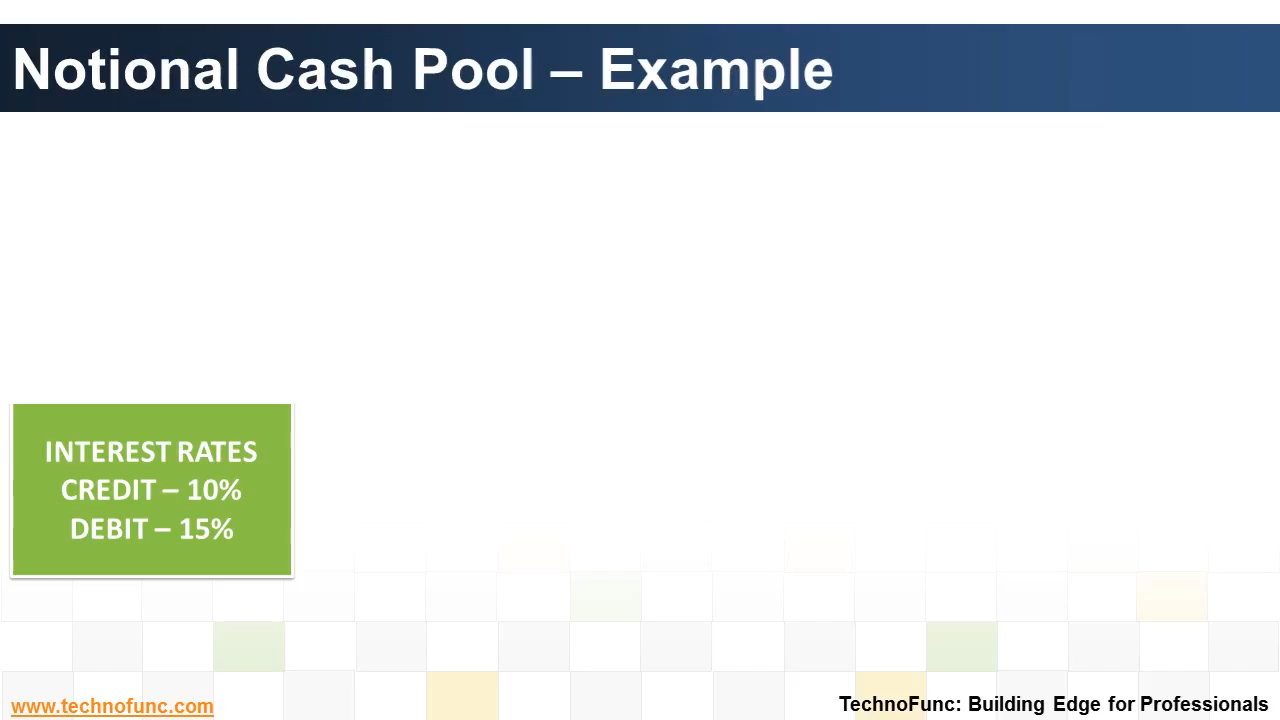 Notional Cash Pool – Example
INTEREST RATES
CREDIT – 10%
DEBIT – 15%
www.technofunc.com
TechnoFunc: Building Edge for Professionals